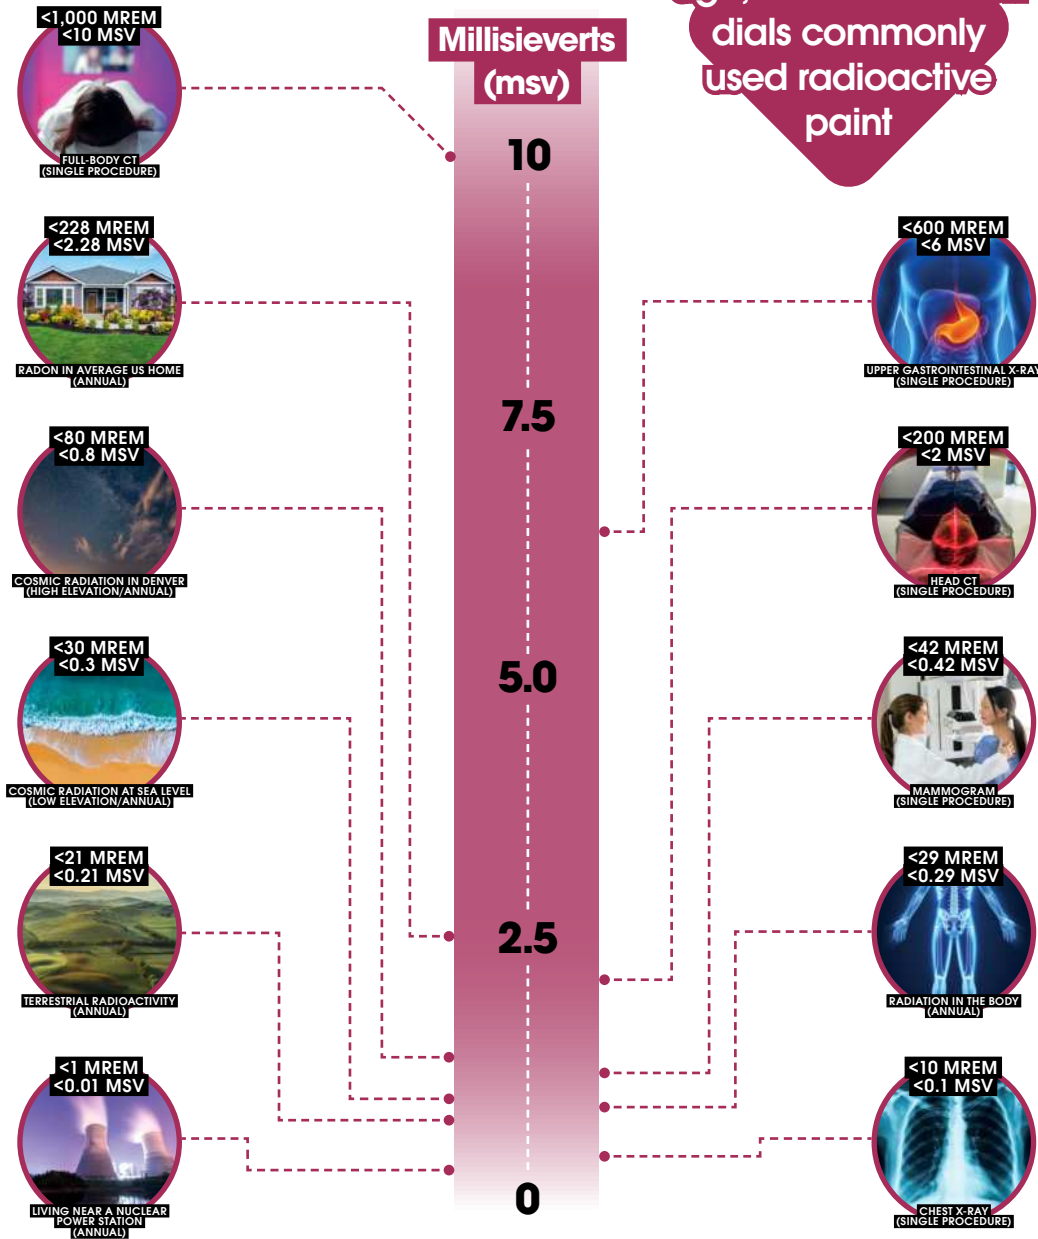 <1,000 MREM
<10 MSV
FULL-BODY CT
(SINGLE PROCEDURE)
<228 MREM
<2.28 MSV
RADON IN AVERAGE US HOME
(ANNUAL)
<80 MREM
<0.8 MSV
COSMIC RADIATION IN DENVER
(HIGH ELEVATION/ANNUAL)
<30 MREM
<0.3 MSV
COSMIC RADIATION AT SEA LEVEL
(LOW ELEVATION/ANNUAL)
<21 MREM
<0.21 MSV
TERRESTRIAL RADIOACTIVITY
(ANNUAL)
<1 MREM
<0.01 MSV
LIVING NEAR A NUCLEAR
POWER STATION
(ANNUAL)
Millisieverts
(msv)
10
7.5
5.0
2.5
0
dials commonly
used radioactive
paint
<600 MREM
<6 MSV
UPPER GASTROINTESTINAL X-RAY
(SINGLE PROCEDURE)
<200 MREM
<2 MSV
HEAD CT
(SINGLE PROCEDURE)
<42 MREM
<0.42 MSV
MAMMOGRAM
(SINGLE PROCEDURE)
<29 MREM
<0.29 MSV
RADIATION IN THE BODY
(ANNUAL)
<10 MREM
<0.1 MSV
CHEST X-RAY
(SINGLE PROCEDURE)